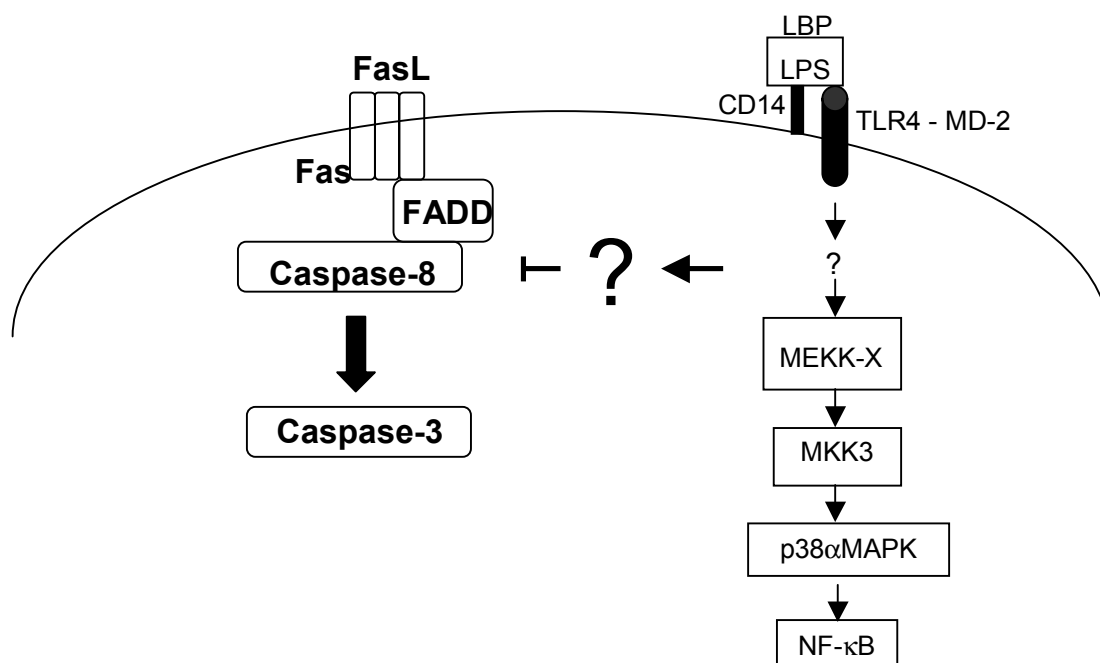 FasL
Fas
FADD
Caspase-8
Caspase-3
?
LBP
LPS
CD14
TLR4 - MD-2
?
MEKK-X
MKK3
p38αMAPK
NF-κB